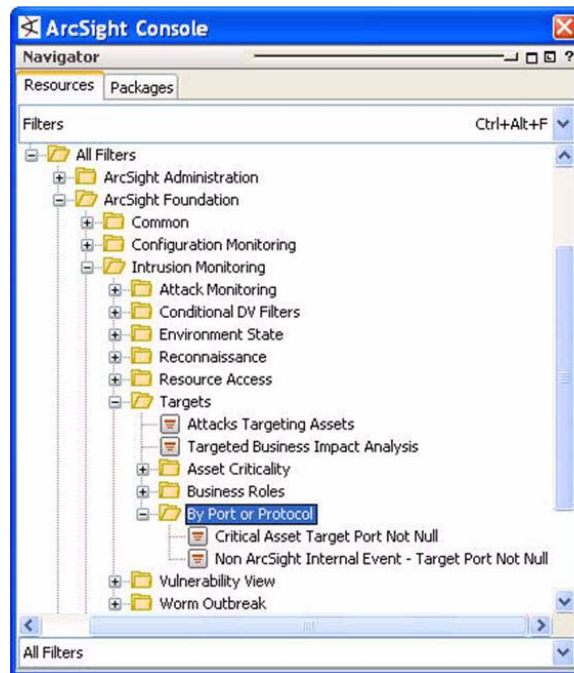 ArcSight Console
Navigator
Resources Packages
Filters Ctrl+Alt+F
All Filters
ArcSight Administration
ArcSight Foundation
Common
Configuration Monitoring
Intrusion Monitoring
Attack Monitoring
Conditional DV Filters
Environment State
Reconnaissance
Resource Access
Targets
Attacks Targeting Assets
Targeted Business Impact Analysis
Asset Criticality
Business Roles
By Port or Protocol
Critical Asset Target Port Not Null
Non ArcSight Internal Event - Target Port Not Null
Vulnerability View
Worm Outbreak
All Filters